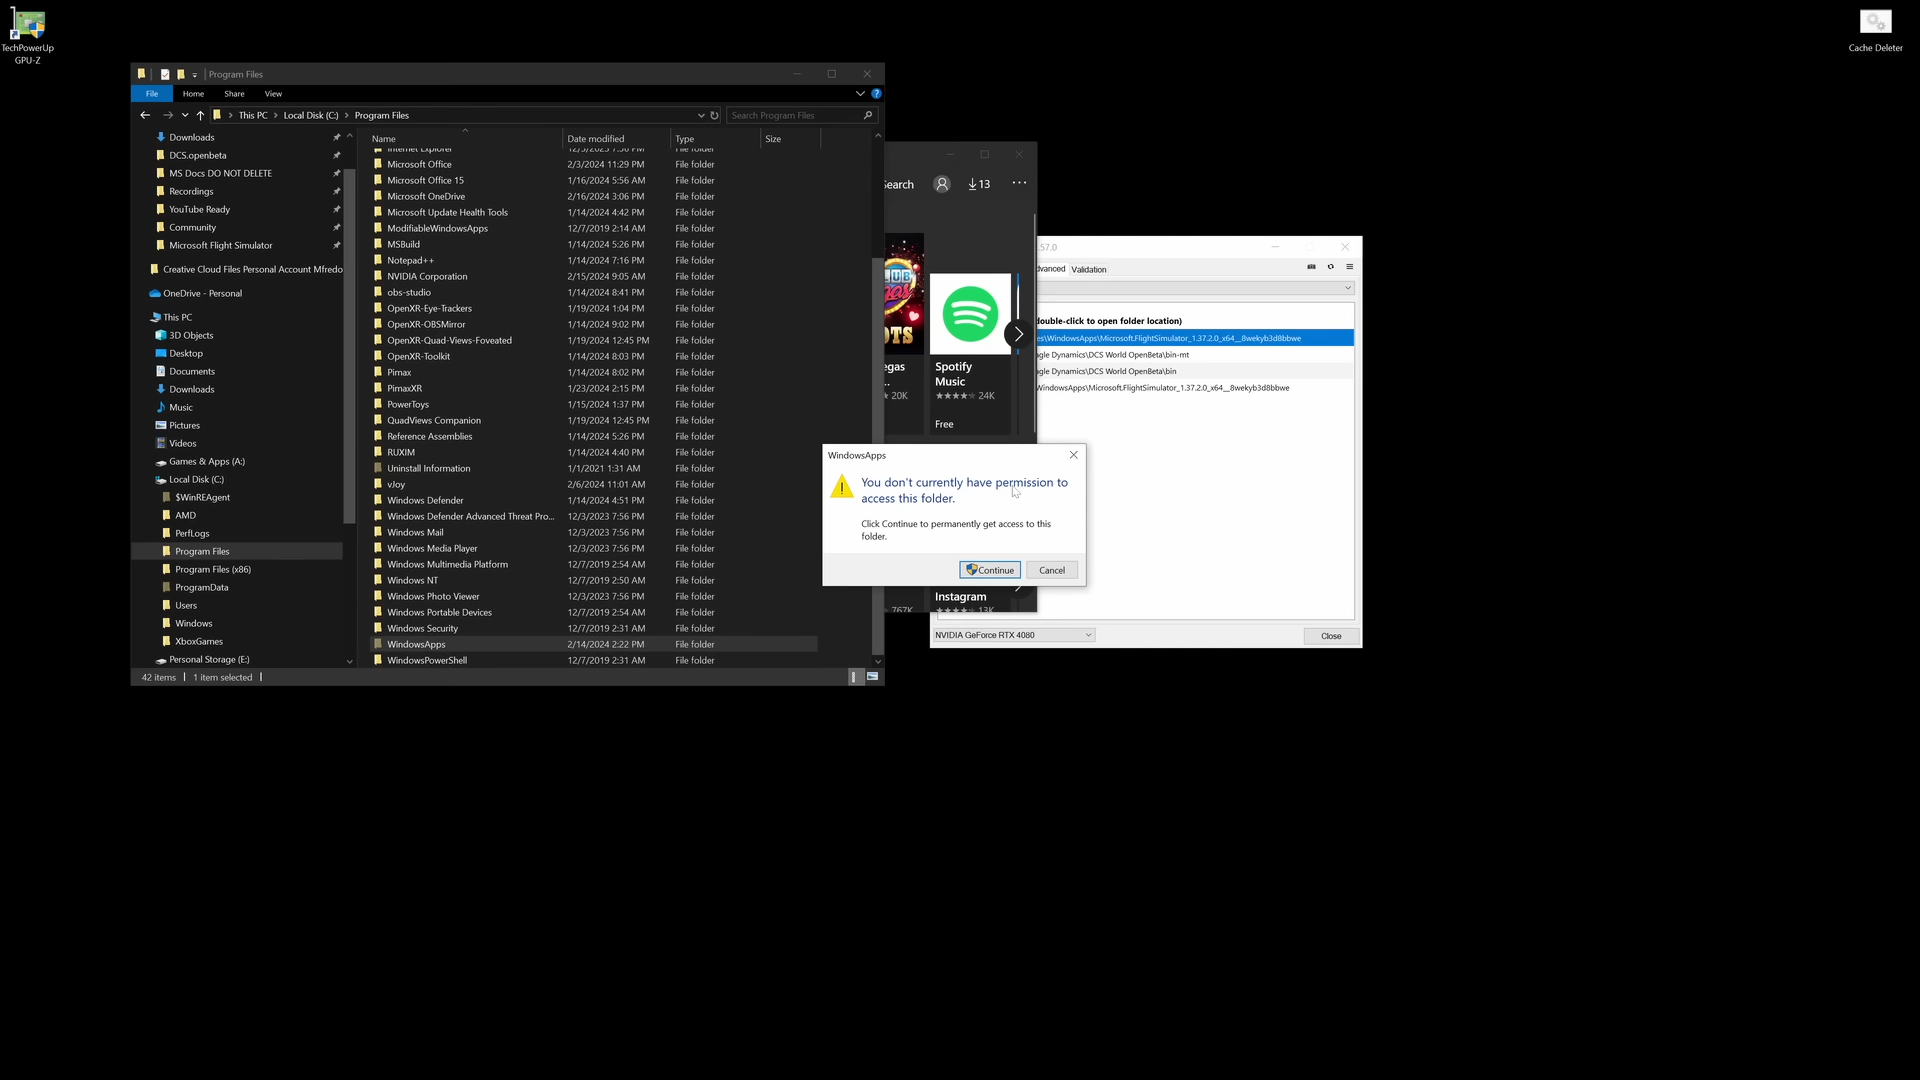 TechPowerUp
GPU-Z
Cache Deleter
Program Files
File
Home
Share
View
This PC
Local Disk (C:)
Program Files
Search Program Files
Downloads
DCS.openbeta
MS Docs DO NOT DELETE
Recordings
YouTube Ready
Community
Microsoft Flight Simulator
Creative Cloud Files Personal Account Mfredo
OneDrive - Personal
This PC
3D Objects
Desktop
Documents
Downloads
Music
Pictures
Videos
Games & Apps (A:)
Local Disk (C:)
$WinREAgent
AMD
PerfLogs
Program Files
Program Files (x86)
ProgramData
Users
Windows
XboxGames
Personal Storage (E:)
Name Date modified Type Size
Internet Explorer 12/3/2023 7:56 PM File folder
Microsoft Office 2/3/2024 11:29 PM File folder
Microsoft Office 15 1/16/2024 5:56 AM File folder
Microsoft OneDrive 2/16/2024 3:06 PM File folder
Microsoft Update Health Tools 1/14/2024 4:42 PM File folder
ModifiableWindowsApps 12/7/2019 2:14 AM File folder
MSBuild 1/14/2024 5:26 PM File folder
Notepad++ 1/14/2024 7:16 PM File folder
NVIDIA Corporation 2/15/2024 9:05 AM File folder
obs-studio 1/14/2024 8:41 PM File folder
OpenXR-Eye-Trackers 1/19/2024 1:04 PM File folder
OpenXR-OBSMirror 1/14/2024 9:02 PM File folder
OpenXR-Quad-Views-Foveated 1/19/2024 12:45 PM File folder
OpenXR-Toolkit 1/14/2024 8:03 PM File folder
Pimax 1/14/2024 8:02 PM File folder
PimaxXR 1/23/2024 2:15 PM File folder
PowerToys 1/15/2024 1:37 PM File folder
QuadViews Companion 1/19/2024 12:45 PM File folder
Reference Assemblies 1/14/2024 5:26 PM File folder
RUXIM 1/14/2024 4:40 PM File folder
Uninstall Information 1/1/2021 1:31 AM File folder
vJoy 2/6/2024 11:01 AM File folder
Windows Defender 1/14/2024 4:51 PM File folder
Windows Defender Advanced Threat Pro... 12/3/2023 7:56 PM File folder
Windows Mail 12/3/2023 7:56 PM File folder
Windows Media Player 12/3/2023 7:56 PM File folder
Windows Multimedia Platform 12/7/2019 2:54 AM File folder
Windows NT 12/7/2019 2:50 AM File folder
Windows Photo Viewer 12/3/2023 7:56 PM File folder
Windows Portable Devices 12/7/2019 2:54 AM File folder
Windows Security 12/7/2019 2:31 AM File folder
WindowsApps 2/14/2024 2:22 PM File folder
WindowsPowerShell 12/7/2019 2:31 AM File folder
42 items 1 item selected
Search
13
...
egas
...
20K
Spotify
Music
24K
Free
WindowsApps
You don't currently have permission to
access this folder.
Click Continue to permanently get access to this
folder.
Continue
Cancel
Instagram
767K
13K
.57.0
dvanced Validation
double-click to open folder location)
es\WindowsApps\Microsoft.FlightSimulator_1.37.2.0_x64__8wekyb3d8bbwe
agle Dynamics\DCS World OpenBeta\bin-mt
agle Dynamics\DCS World OpenBeta\bin
WindowsApps\Microsoft.FlightSimulator_1.37.2.0_x64__8wekyb3d8bbwe
NVIDIA GeForce RTX 4080
Close